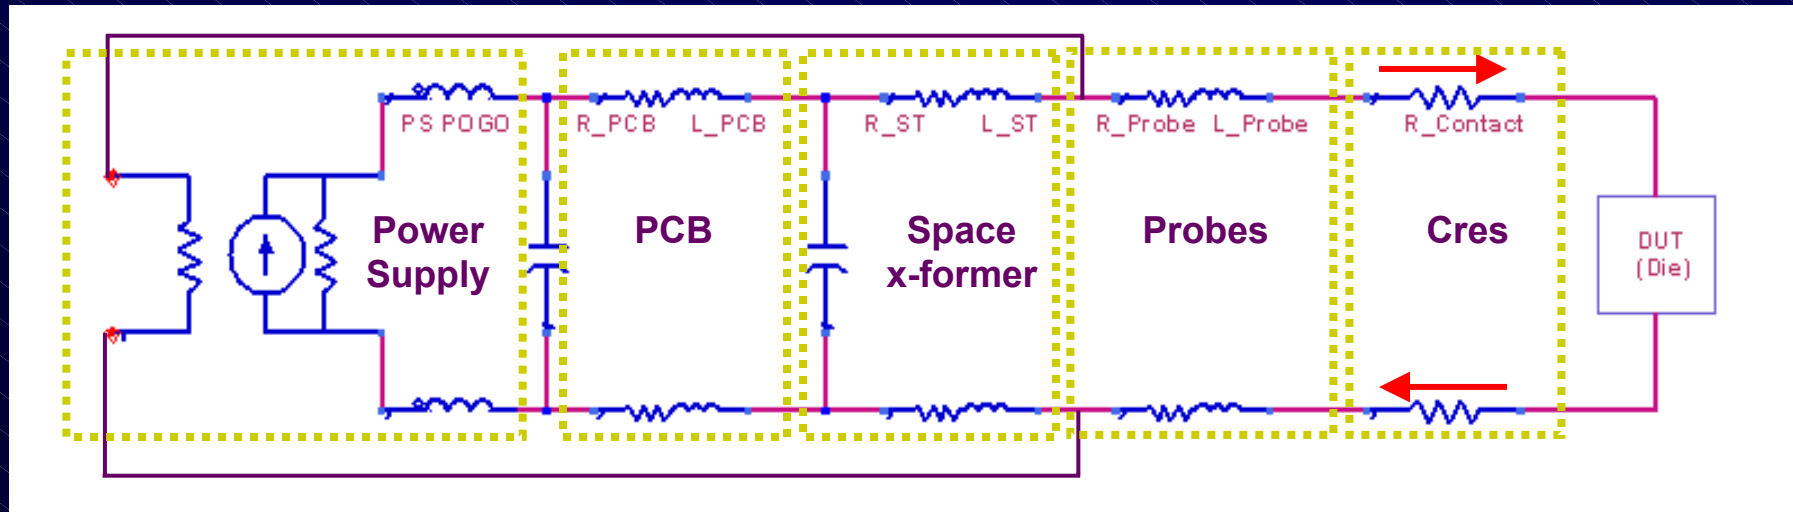 PS POGO
R_PCB
L_PCB
R_ST
L_ST
R_Probe
L_Probe
R_Contact
Power
Supply
PCB
Space
x-former
Probes
Cres
DUT
(Die)